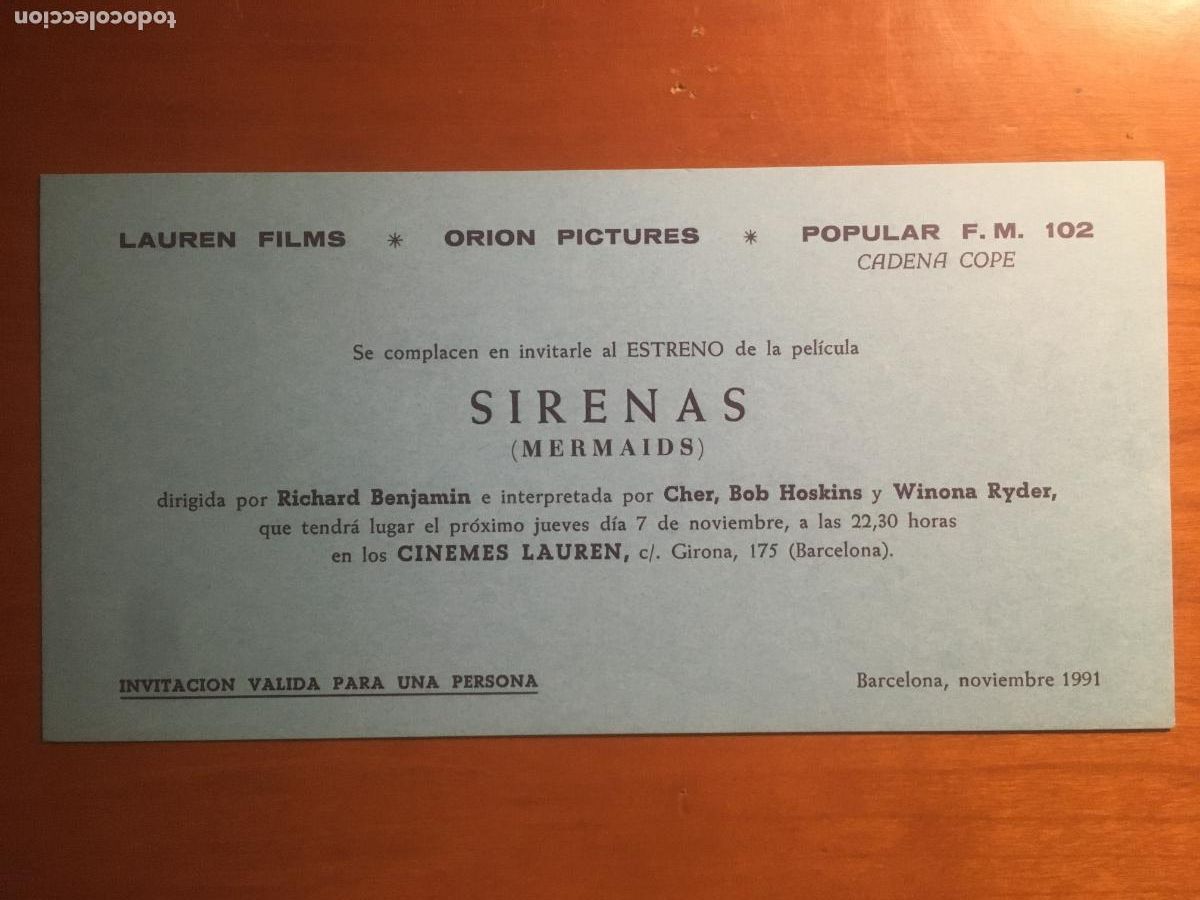 todocoleccion
LAUREN FILMS * ORION PICTURES * POPULAR F. M. 102
CADENA COPE
Se complacen en invitarle al ESTRENO de la película
SIRENAS
(MERMAIDS)
dirigida por Richard Benjamin e interpretada por Cher, Bob Hoskins y Winona Ryder,
que tendrá lugar el próximo jueves día 7 de noviembre, a las 22,30 horas
en los CINEMES LAUREN, c/. Girona, 175 (Barcelona).
INVITACION VALIDA PARA UNA PERSONA
Barcelona, noviembre 1991